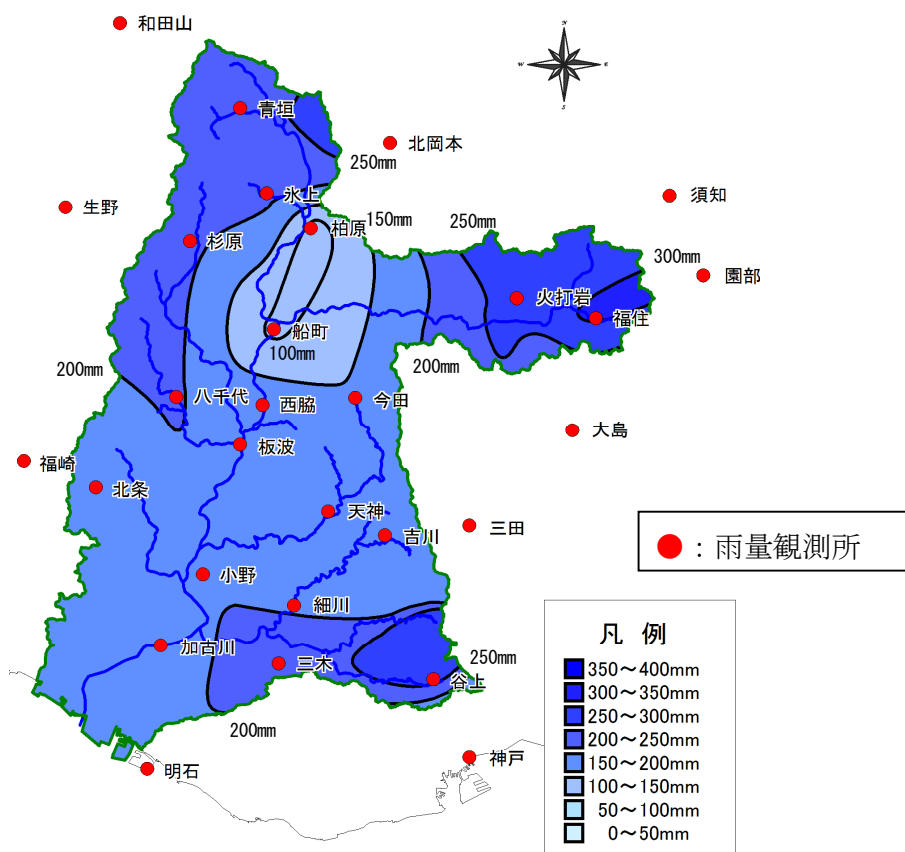 和田山
N
W
E
S
青垣
北岡本
250mm
氷上
須知
生野
150mm
柏原
250mm
杉原
300mm
園部
火打岩
福住
船町
100mm
200mm
200mm
八千代
西脇
今田
大島
板波
福崎
北条
天神
三田
吉川
●：雨量観測所
小野
細川
凡 例
加古川
三木
250mm
谷上
350～400mm
300～350mm
250～300mm
200～250mm
150～200mm
100～150mm
50～100mm
0～50mm
200mm
神戸
明石